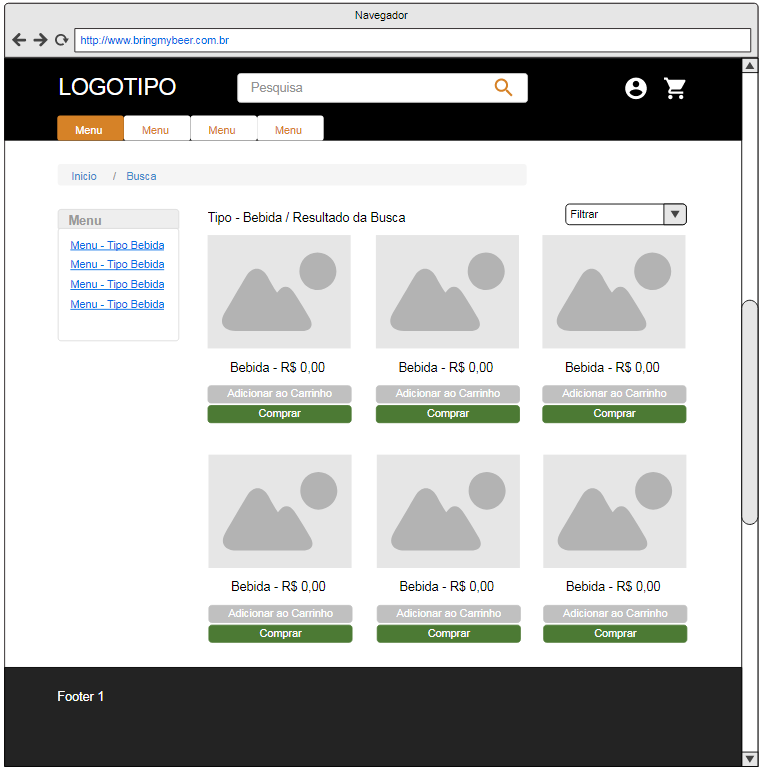 Navegador
http://www.bringmybeer.com.br
LOGOTIPO
Pesquisa
Menu Menu Menu Menu
Inicio / Busca
Menu
Menu - Tipo Bebida
Menu - Tipo Bebida
Menu - Tipo Bebida
Menu - Tipo Bebida
Tipo - Bebida / Resultado da Busca
Filtrar
Bebida - R$ 0,00 Bebida - R$ 0,00 Bebida - R$ 0,00
Adicionar ao Carrinho Adicionar ao Carrinho Adicionar ao Carrinho
Comprar Comprar Comprar
Bebida - R$ 0,00 Bebida - R$ 0,00 Bebida - R$ 0,00
Adicionar ao Carrinho Adicionar ao Carrinho Adicionar ao Carrinho
Comprar Comprar Comprar
Footer 1